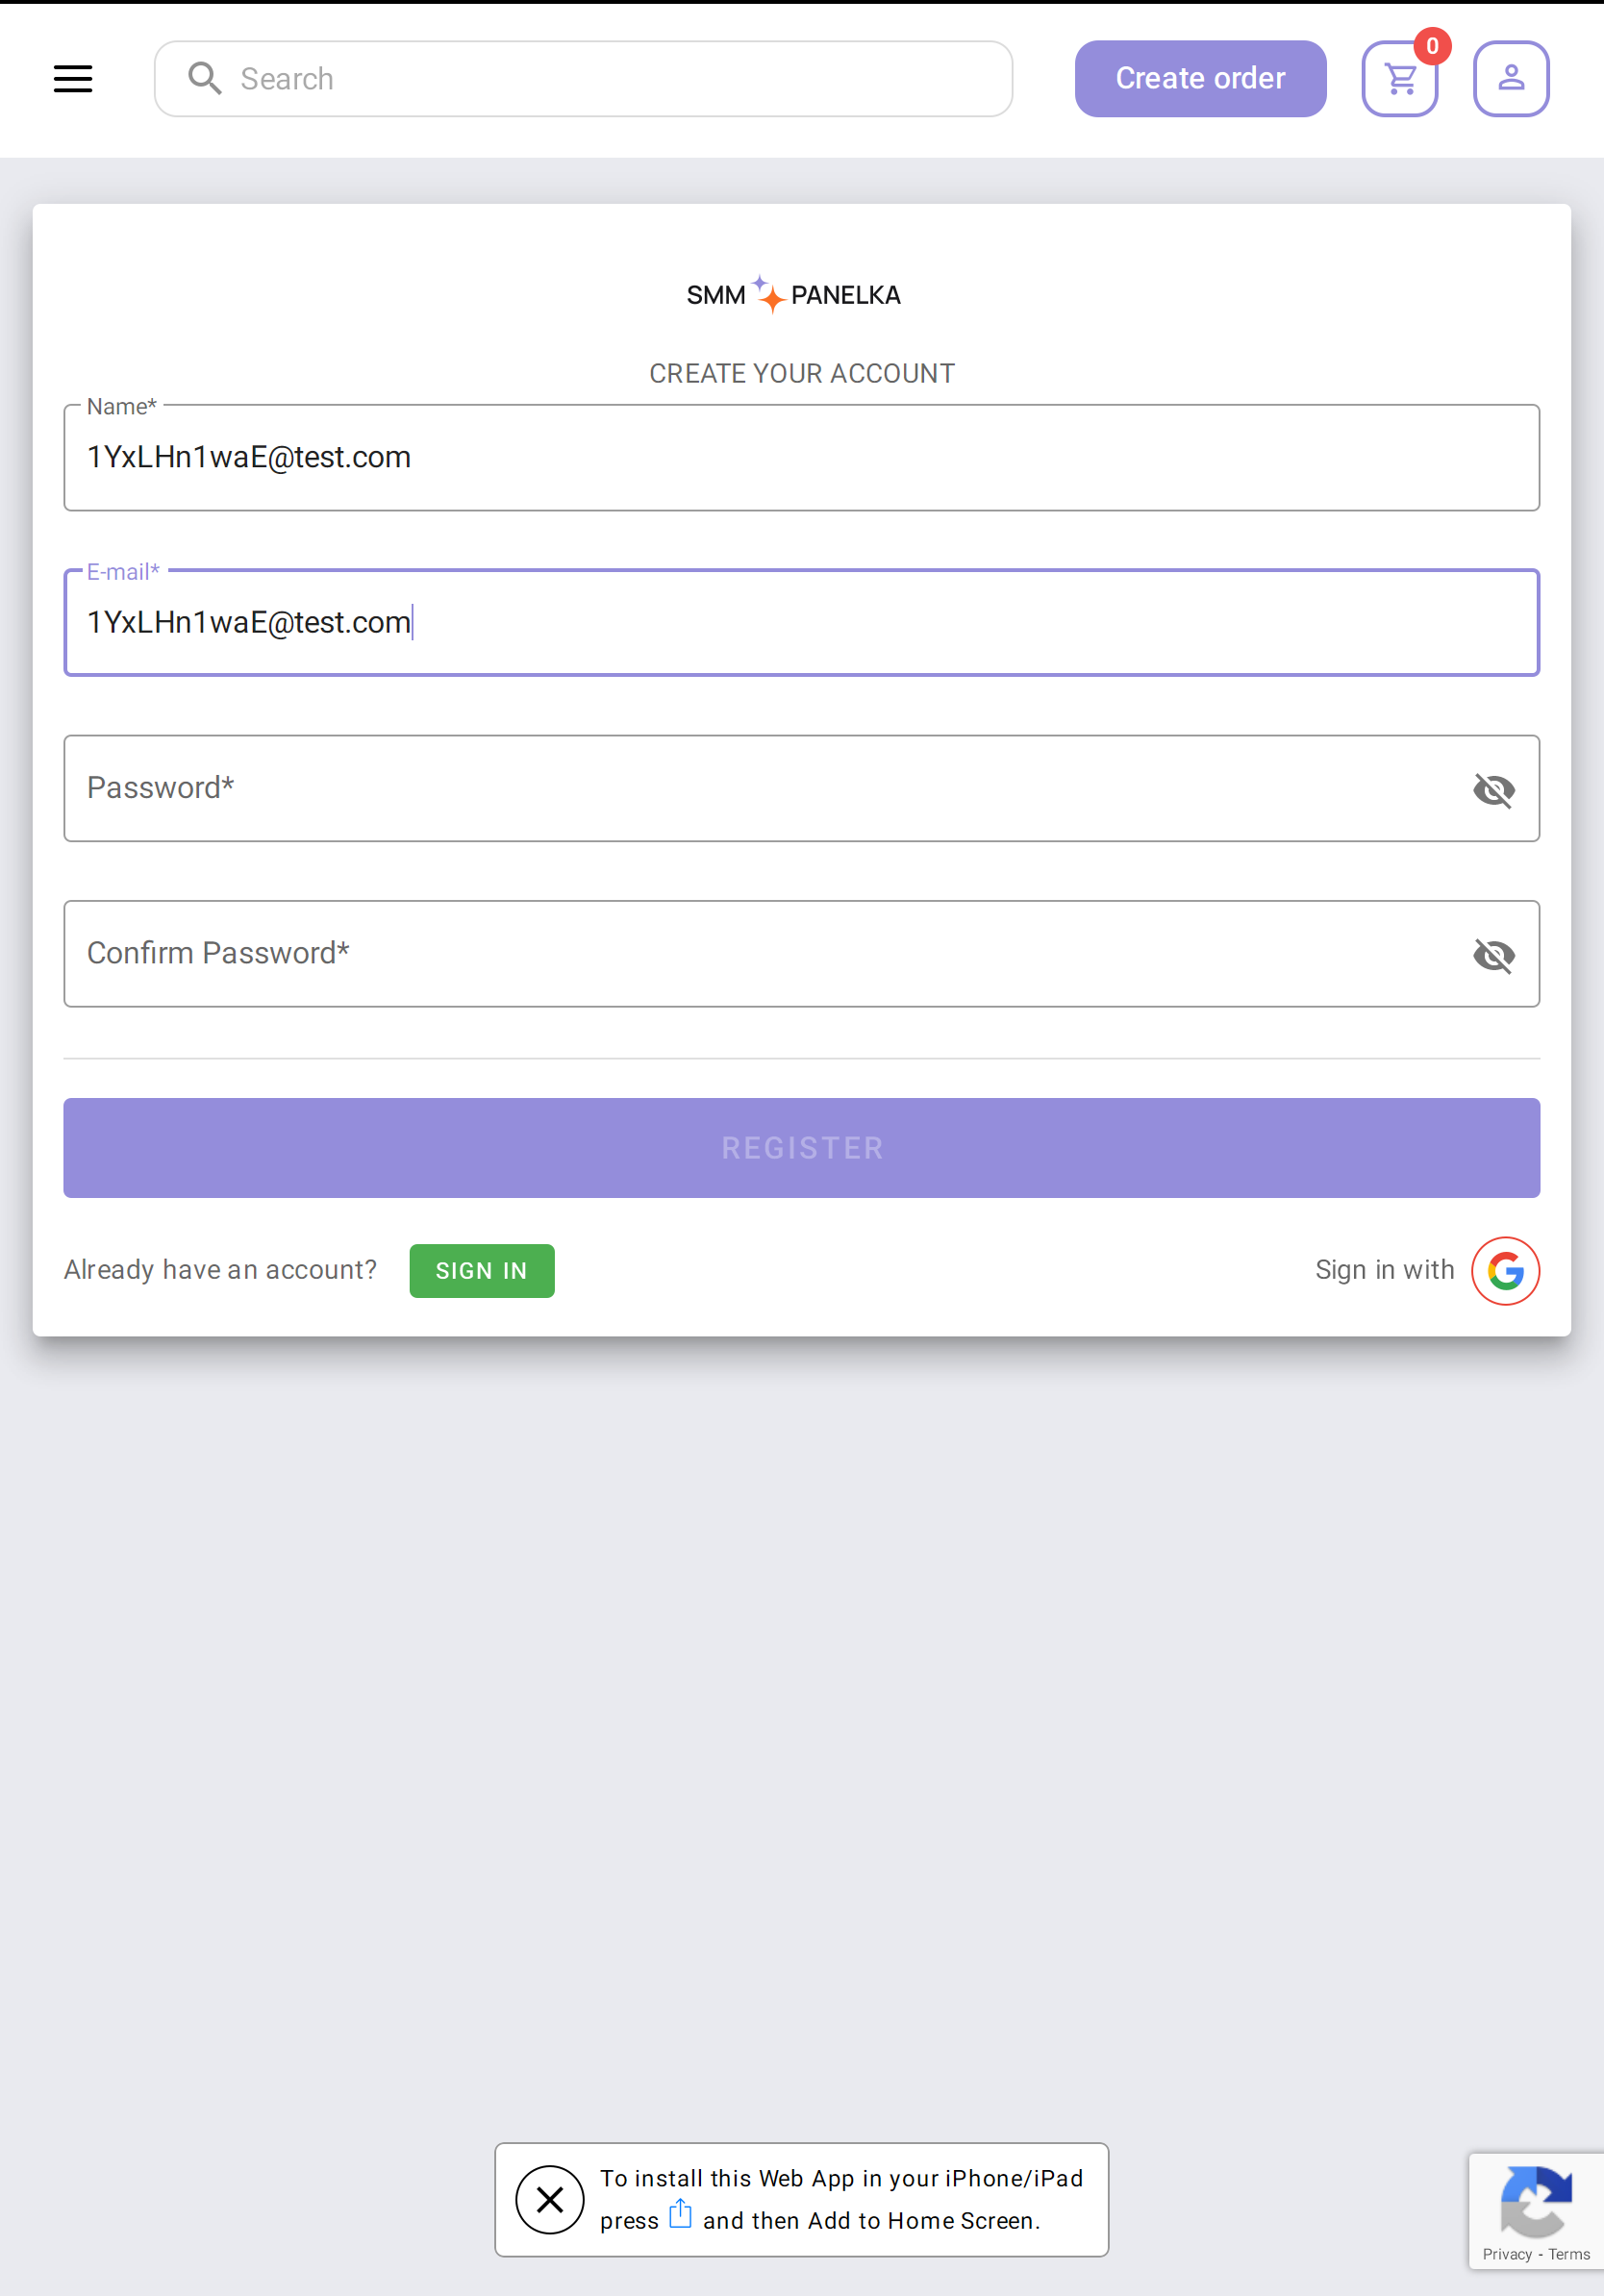 Search
Create order
0
SMM PANELKA
CREATE YOUR ACCOUNT
Name*
1YxLHn1waE@test.com
E-mail*
1YxLHn1waE@test.com
Password*
Confirm Password*
REGISTER
Already have an account?
SIGN IN
Sign in with
To install this Web App in your iPhone/iPad
press and then Add to Home Screen.
Privacy - Terms